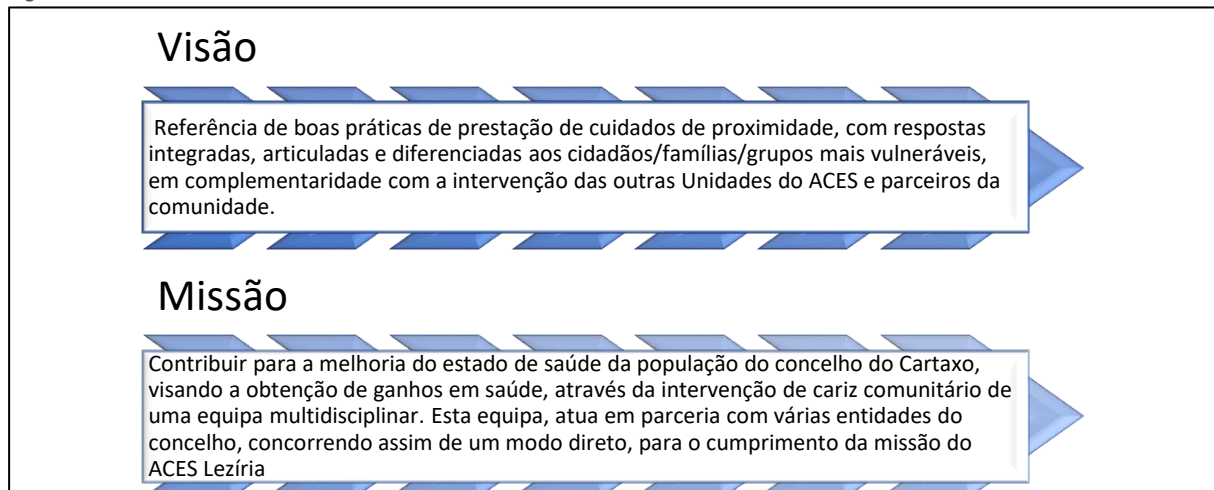 Visão
Referência de boas práticas de prestação de cuidados de proximidade, com respostas
integradas, articuladas e diferenciadas aos cidadãos/famílias/grupos mais vulneráveis,
em complementaridade com a intervenção das outras Unidades do ACES e parceiros da
comunidade.
Missão
Contribuir para a melhoria do estado de saúde da população do concelho do Cartaxo,
visando a obtenção de ganhos em saúde, através da intervenção de cariz comunitário de
uma equipa multidisciplinar. Esta equipa, atua em parceria com várias entidades do
concelho, concorrendo assim de um modo direto, para o cumprimento da missão do
ACES Lezíria